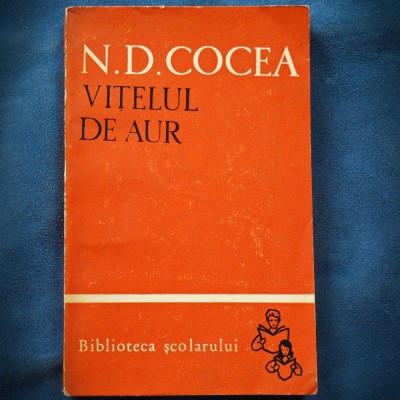 N.D. COCEA
VIȚELUL
DE AUR
Biblioteca școlarului